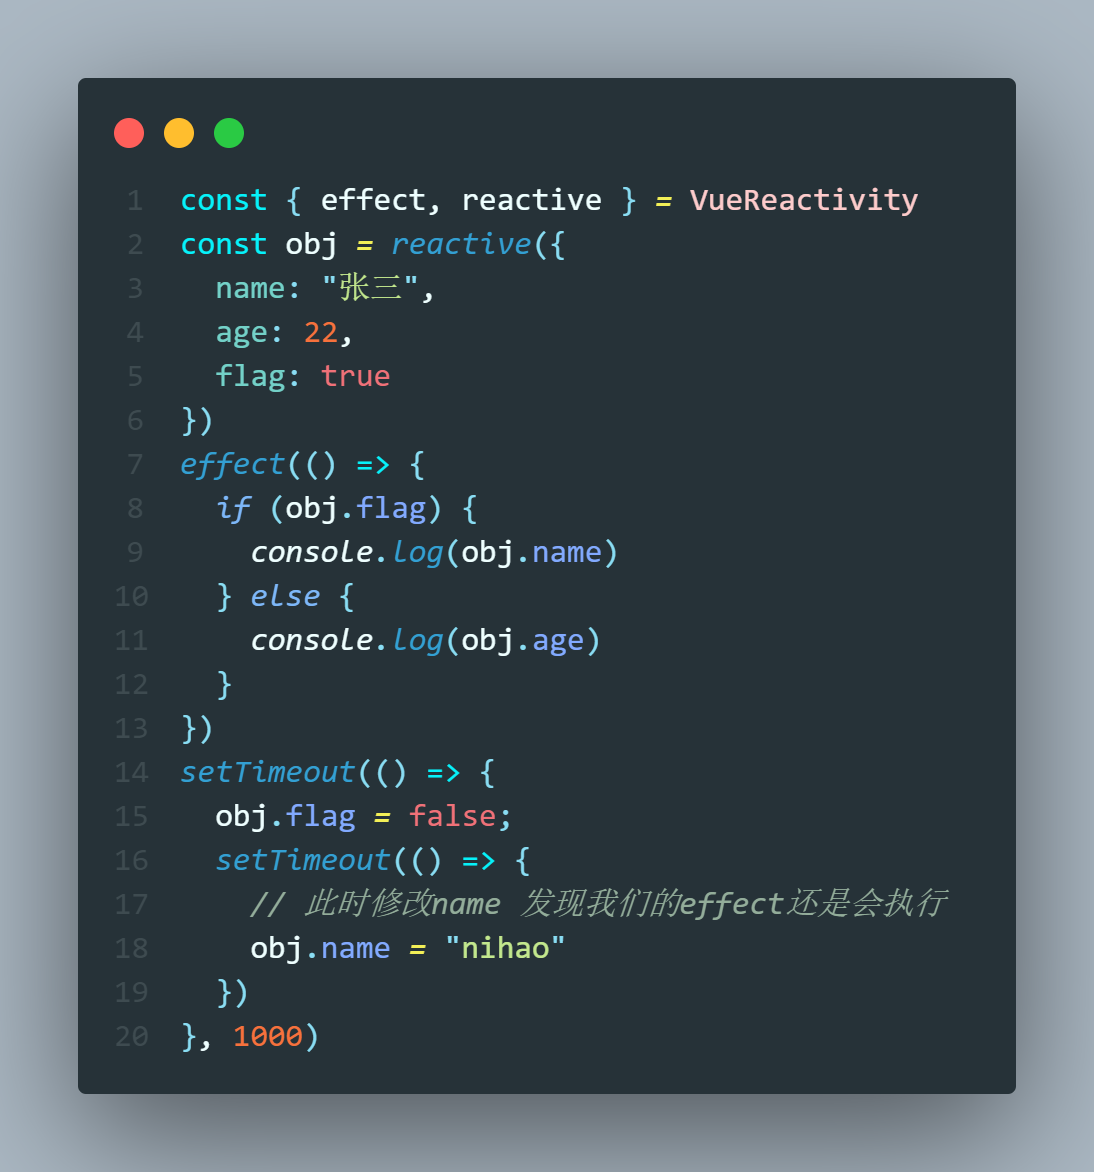 1 const { effect, reactive } = VueReactivity
2 const obj = reactive({
3   name: "张三",
4   age: 22,
5   flag: true
6 })
7 effect(() => {
8   if (obj.flag) {
9     console.log(obj.name)
10   } else {
11     console.log(obj.age)
12   }
13 })
14 setTimeout(() => {
15   obj.flag = false;
16   setTimeout(() => {
17     // 此时修改name 发现我们的effect还是会执行
18     obj.name = "nihao"
19   })
20 }, 1000)